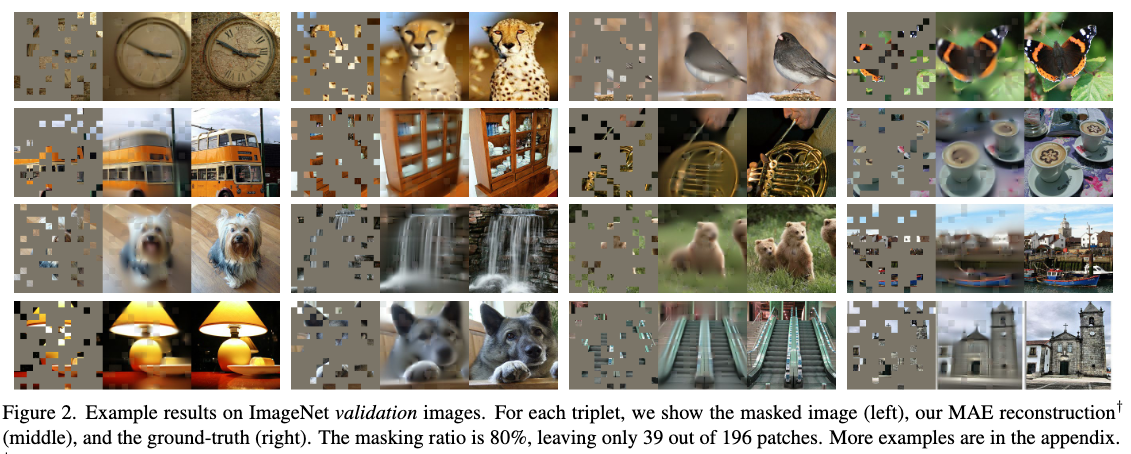 Figure 2. Example results on ImageNet validation images. For each triplet, we show the masked image (left), our MAE reconstruction†
(middle), and the ground-truth (right). The masking ratio is 80%, leaving only 39 out of 196 patches. More examples are in the appendix.